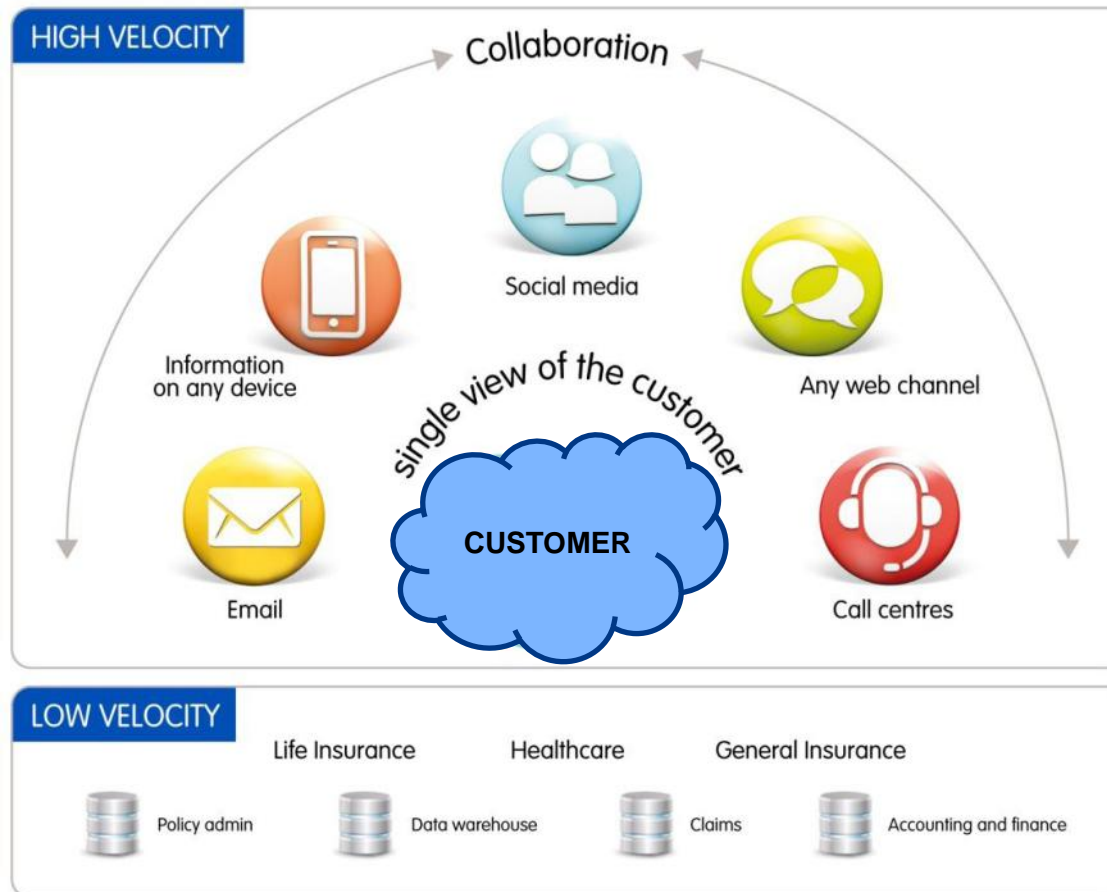 HIGH VELOCITY
Collaboration
Social media
Information
on any device
Any web channel
single view of the customer
CUSTOMER
Email
Call centres
LOW VELOCITY
Life Insurance
Healthcare
General Insurance
Policy admin
Data warehouse
Claims
Accounting and finance